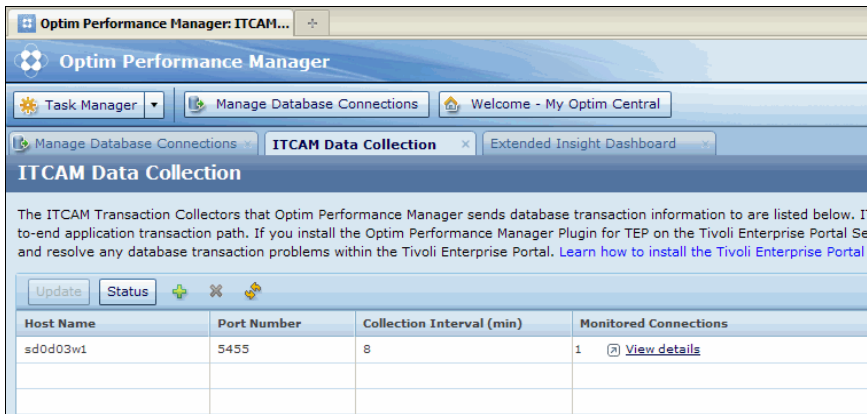 Optim Performance Manager: ITCAM...
Optim Performance Manager
Task Manager Manage Database Connections Welcome - My Optim Central
Manage Database Connections ITCAM Data Collection Extended Insight Dashboard
ITCAM Data Collection
The ITCAM Transaction Collectors that Optim Performance Manager sends database transaction information to are listed below.
to-end application transaction path. If you install the Optim Performance Manager Plugin for TEP on the Tivoli Enterprise Portal Se
and resolve any database transaction problems within the Tivoli Enterprise Portal. Learn how to install the Tivoli Enterprise Portal
Update Status
Host Name Port Number Collection Interval (min) Monitored Connections
sd0d03w1 5455 8 1 View details